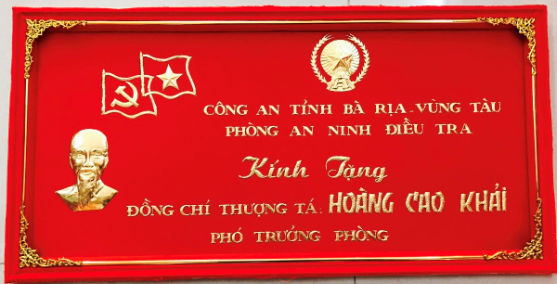 CÔNG AN TỈNH BÀ RỊA-VŨNG TÀU
PHÒNG AN NINH ĐIỀU TRA
Kính Tặng
ĐỒNG CHÍ THƯỢNG TÁ: HOÀNG CAO KHẢI
PHÓ TRƯỞNG PHÒNG